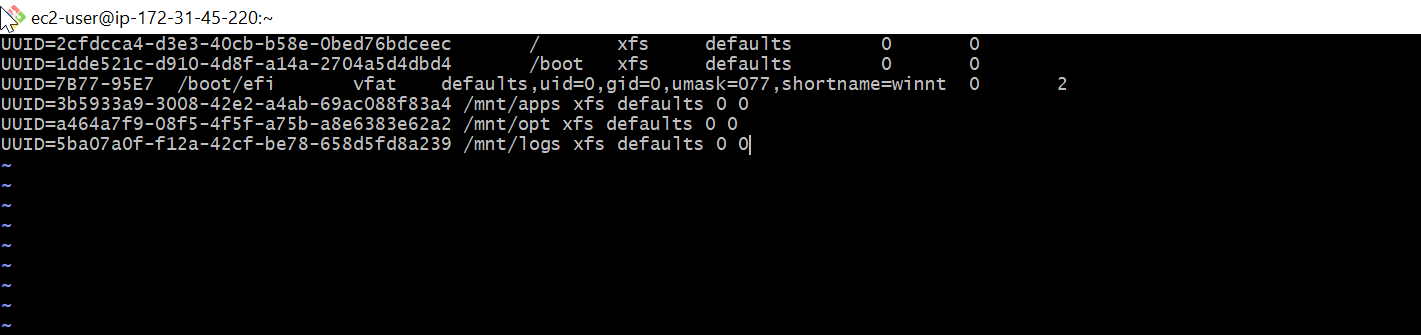 ec2-user@ip-172-31-45-220:~
UUID=2cfdcca4-d3e3-40cb-b58e-0bed76bdceec / xfs defaults 0 0
UUID=1dde521c-d910-4d8f-a14a-2704a5d4dbd4 /boot xfs defaults 0 0
UUID=7B77-95E7 /boot/efi vfat defaults,uid=0,gid=0,umask=077,shortname=winnt 0 2
UUID=3b5933a9-3008-42e2-a4ab-69ac088f83a4 /mnt/apps xfs defaults 0 0
UUID=a464a7f9-08f5-4f5f-a75b-a8e6383e62a2 /mnt/opt xfs defaults 0 0
UUID=5ba07a0f-f12a-42cf-be78-658d5fd8a239 /mnt/logs xfs defaults 0 0
~
~
~
~
~
~
~
~
~